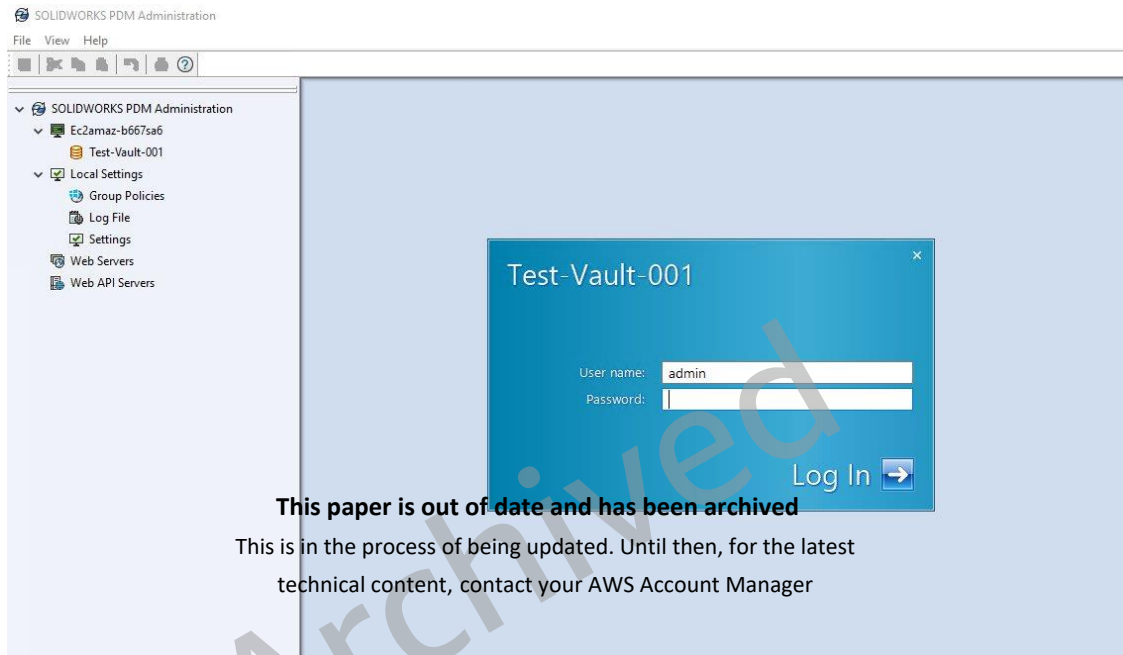 SOLIDWORKS PDM Administration
File View Help
SOLIDWORKS PDM Administration
Ec2amaz-b667sa6
Test-Vault-001
Local Settings
Group Policies
Log File
Settings
Web Servers
Web API Servers
Test-Vault-001
User name: admin
Password:
Log In
Archived
This paper is out of date and has been archived
This is in the process of being updated. Until then, for the latest
technical content, contact your AWS Account Manager